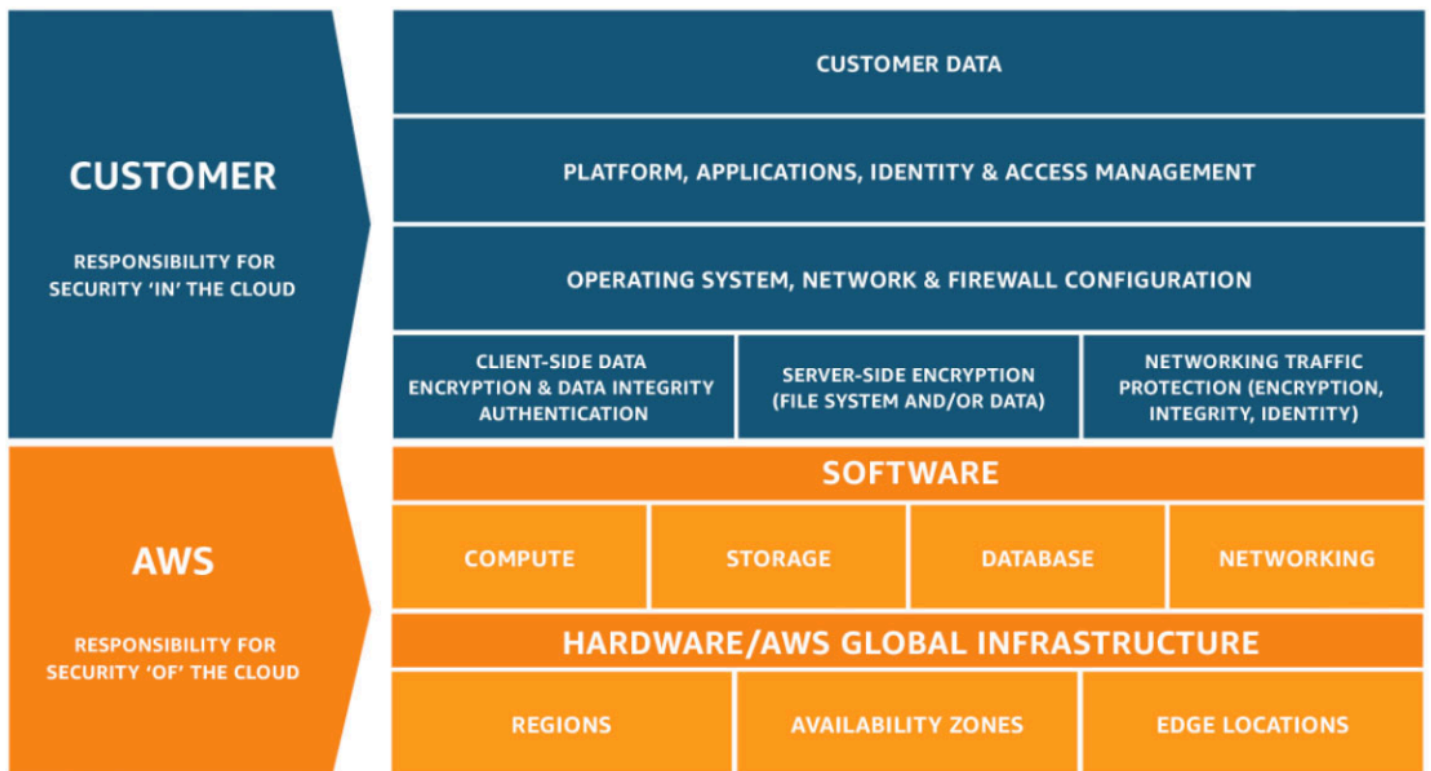 CUSTOMER
RESPONSIBILITY FOR
SECURITY ‘IN’ THE CLOUD
CUSTOMER DATA
PLATFORM, APPLICATIONS, IDENTITY & ACCESS MANAGEMENT
OPERATING SYSTEM, NETWORK & FIREWALL CONFIGURATION
CLIENT-SIDE DATA
ENCRYPTION & DATA INTEGRITY
AUTHENTICATION
SERVER-SIDE ENCRYPTION
(FILE SYSTEM AND/OR DATA)
NETWORKING TRAFFIC
PROTECTION (ENCRYPTION,
INTEGRITY, IDENTITY)
AWS
RESPONSIBILITY FOR
SECURITY ‘OF’ THE CLOUD
SOFTWARE
COMPUTE
STORAGE
DATABASE
NETWORKING
HARDWARE/AWS GLOBAL INFRASTRUCTURE
REGIONS
AVAILABILITY ZONES
EDGE LOCATIONS